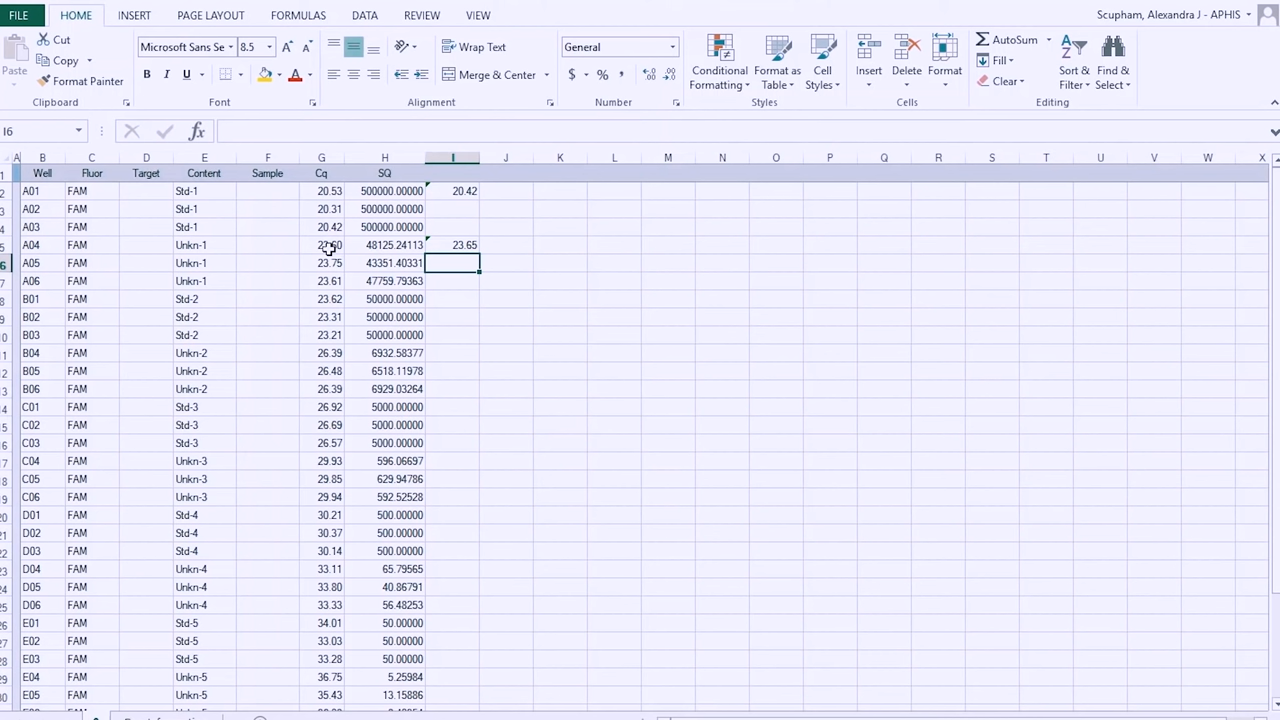 FILE HOME INSERT PAGE LAYOUT FORMULAS DATA REVIEW VIEW Scupham, Alexandra J - APHIS
Cut Microsoft Sans Se 8.5 Wrap Text General AutoSum
Copy Fill
Paste Format Painter B I U Merge & Center $ % , Conditional Formatting Format as Table Cell Styles Insert Delete Format Clear Sort & Filter Find & Select
Clipboard Font Alignment Number Styles Cells Editing
I6 fx
A B C D E F G H I J K L M N O P Q R S T U V W X
1 Well Fluor Target Content Sample Cq SQ
2 A01 FAM Std-1 20.53 500000.00000 20.42
3 A02 FAM Std-1 20.31 500000.00000
4 A03 FAM Std-1 20.42 500000.00000
5 A04 FAM Unkn-1 48125.24113 23.65
6 A05 FAM Unkn-1 23.75 43351.40331
7 A06 FAM Unkn-1 23.61 47759.79363
8 B01 FAM Std-2 23.62 50000.00000
9 B02 FAM Std-2 23.31 50000.00000
10 B03 FAM Std-2 23.21 50000.00000
11 B04 FAM Unkn-2 26.39 6932.58377
12 B05 FAM Unkn-2 26.48 6518.11978
13 B06 FAM Unkn-2 26.39 6929.03264
14 C01 FAM Std-3 26.92 5000.00000
15 C02 FAM Std-3 26.69 5000.00000
16 C03 FAM Std-3 26.57 5000.00000
17 C04 FAM Unkn-3 29.93 596.06697
18 C05 FAM Unkn-3 29.85 629.94786
19 C06 FAM Unkn-3 29.94 592.52528
20 D01 FAM Std-4 30.21 500.00000
21 D02 FAM Std-4 30.37 500.00000
22 D03 FAM Std-4 30.14 500.00000
23 D04 FAM Unkn-4 33.11 65.79565
24 D05 FAM Unkn-4 33.80 40.86791
25 D06 FAM Unkn-4 33.33 56.48253
26 E01 FAM Std-5 34.01 50.00000
27 E02 FAM Std-5 33.03 50.00000
28 E03 FAM Std-5 33.28 50.00000
29 E04 FAM Unkn-5 36.75 5.25984
30 E05 FAM Unkn-5 35.43 13.15886